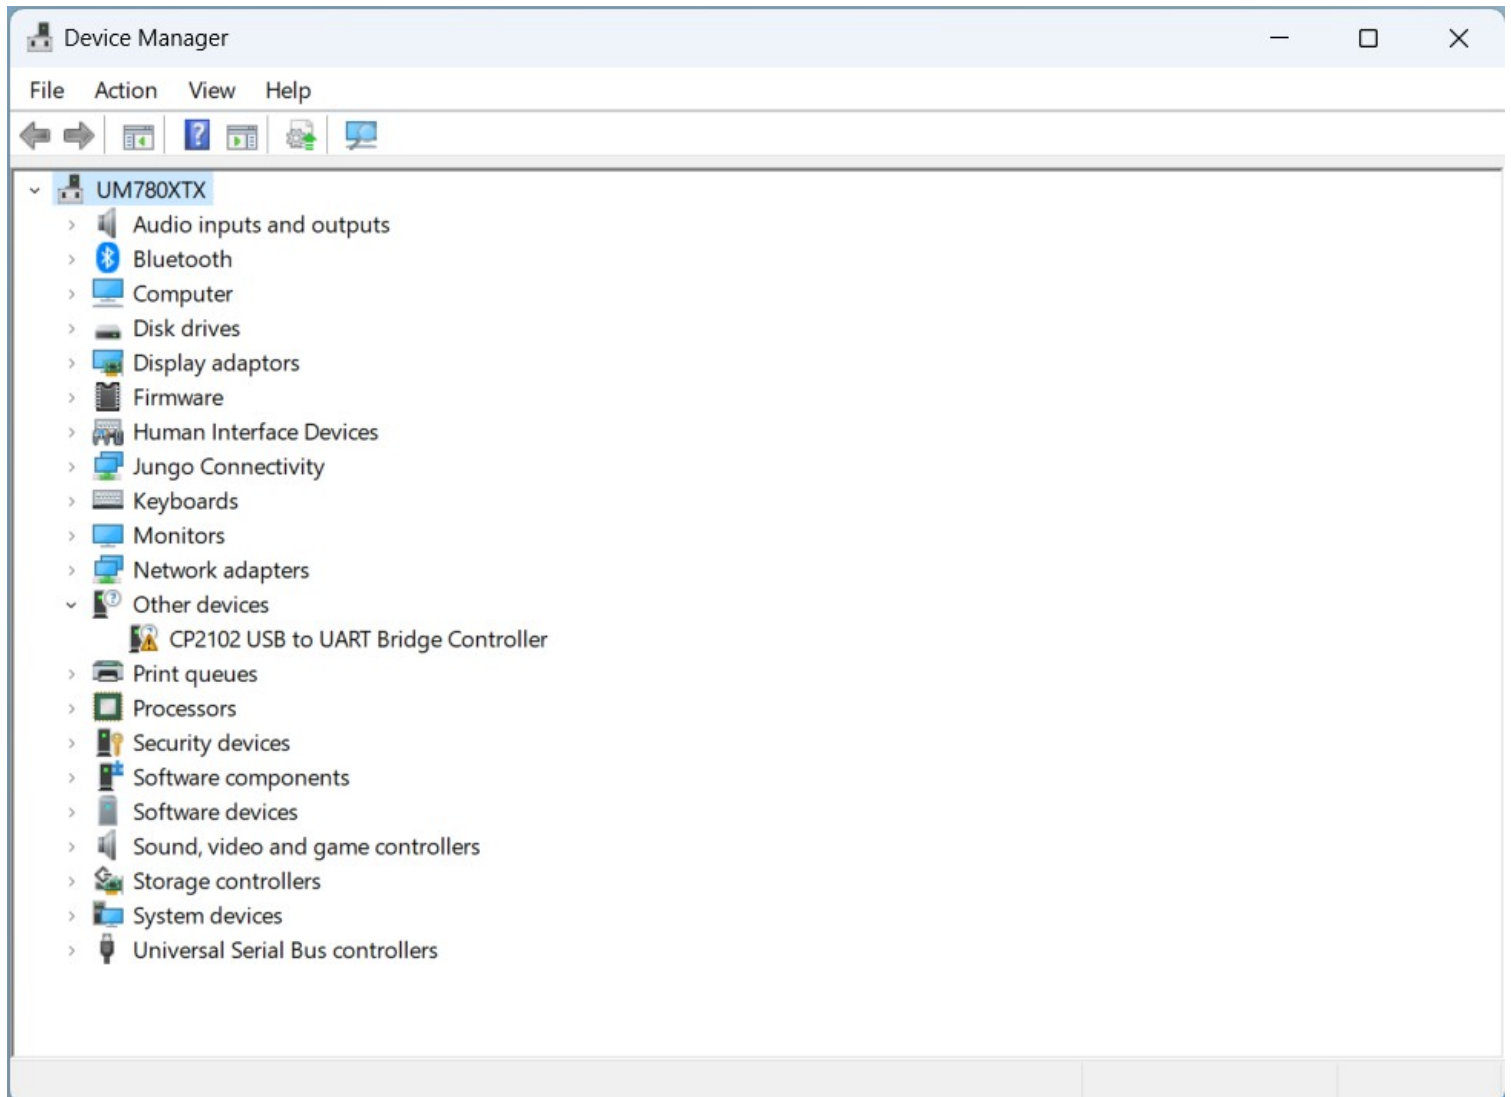 Device Manager
File Action View Help
UM780XTX
Audio inputs and outputs
Bluetooth
Computer
Disk drives
Display adaptors
Firmware
Human Interface Devices
Jungo Connectivity
Keyboards
Monitors
Network adapters
Other devices
CP2102 USB to UART Bridge Controller
Print queues
Processors
Security devices
Software components
Software devices
Sound, video and game controllers
Storage controllers
System devices
Universal Serial Bus controllers